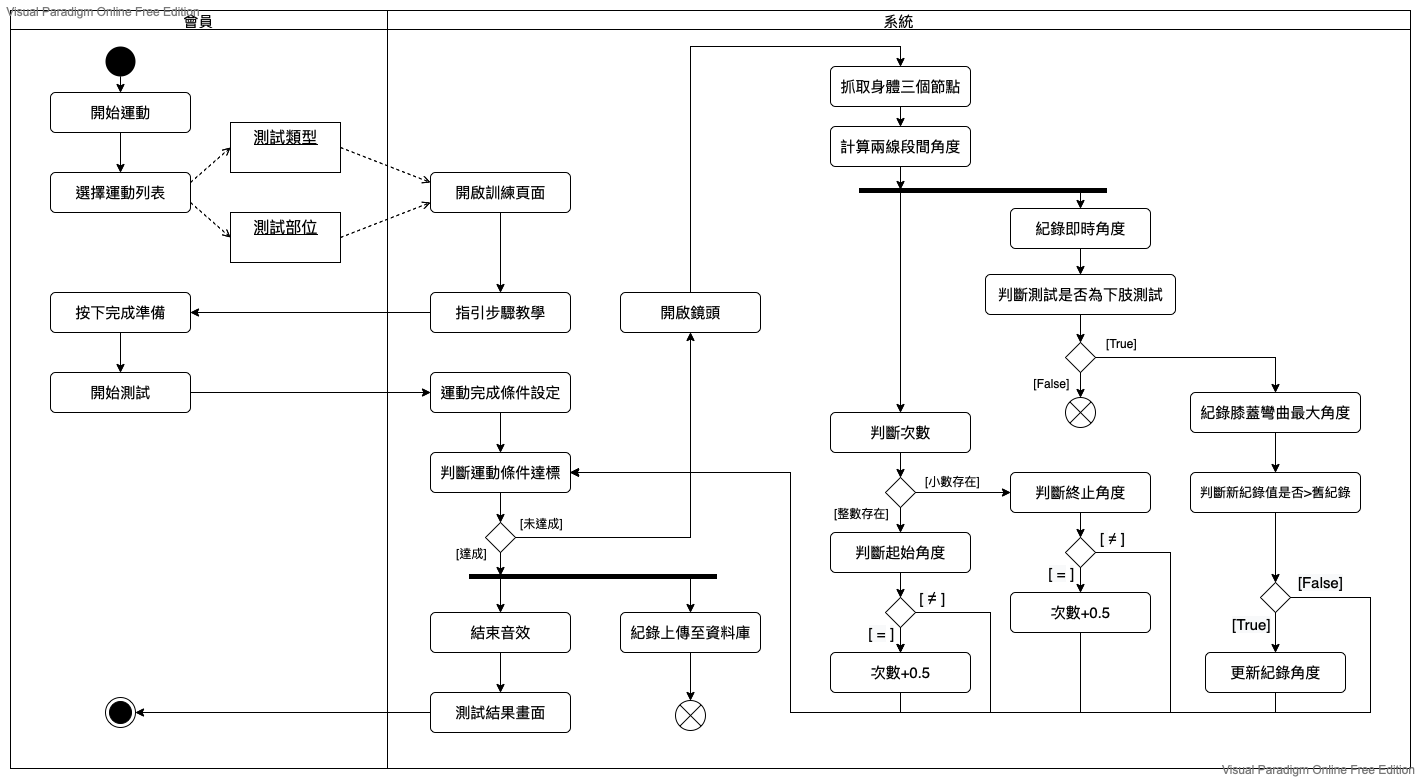 Visual Paradigm Online Free Edition
會員
系統
開始運動
選擇運動列表
測試類型
測試部位
開啟訓練頁面
指引步驟教學
按下完成準備
開始測試
運動完成條件設定
判斷運動條件達標
[未達成]
[達成]
開啟鏡頭
結束音效
紀錄上傳至資料庫
測試結果畫面
抓取身體三個節點
計算兩線段間角度
紀錄即時角度
判斷測試是否為下肢測試
[True]
[False]
紀錄膝蓋彎曲最大角度
判斷新紀錄值是否>舊紀錄
[False]
[True]
更新紀錄角度
判斷次數
[小數存在]
[整數存在]
判斷終止角度
[ ≠ ]
[ = ]
次數+0.5
判斷起始角度
[ ≠ ]
[ = ]
次數+0.5
Visual Paradigm Online Free Edition